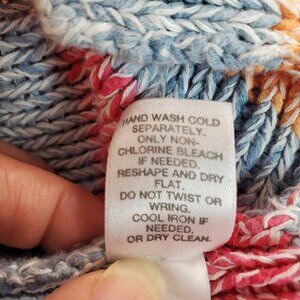 HAND WASH COLD
SEPARATELY.
ONLY NON-
CHLORINE BLEACH
IF NEEDED.
RESHAPE AND DRY
FLAT.
DO NOT TWIST OR
WRING.
COOL IRON IF
NEEDED.
OR DRY CLEAN.